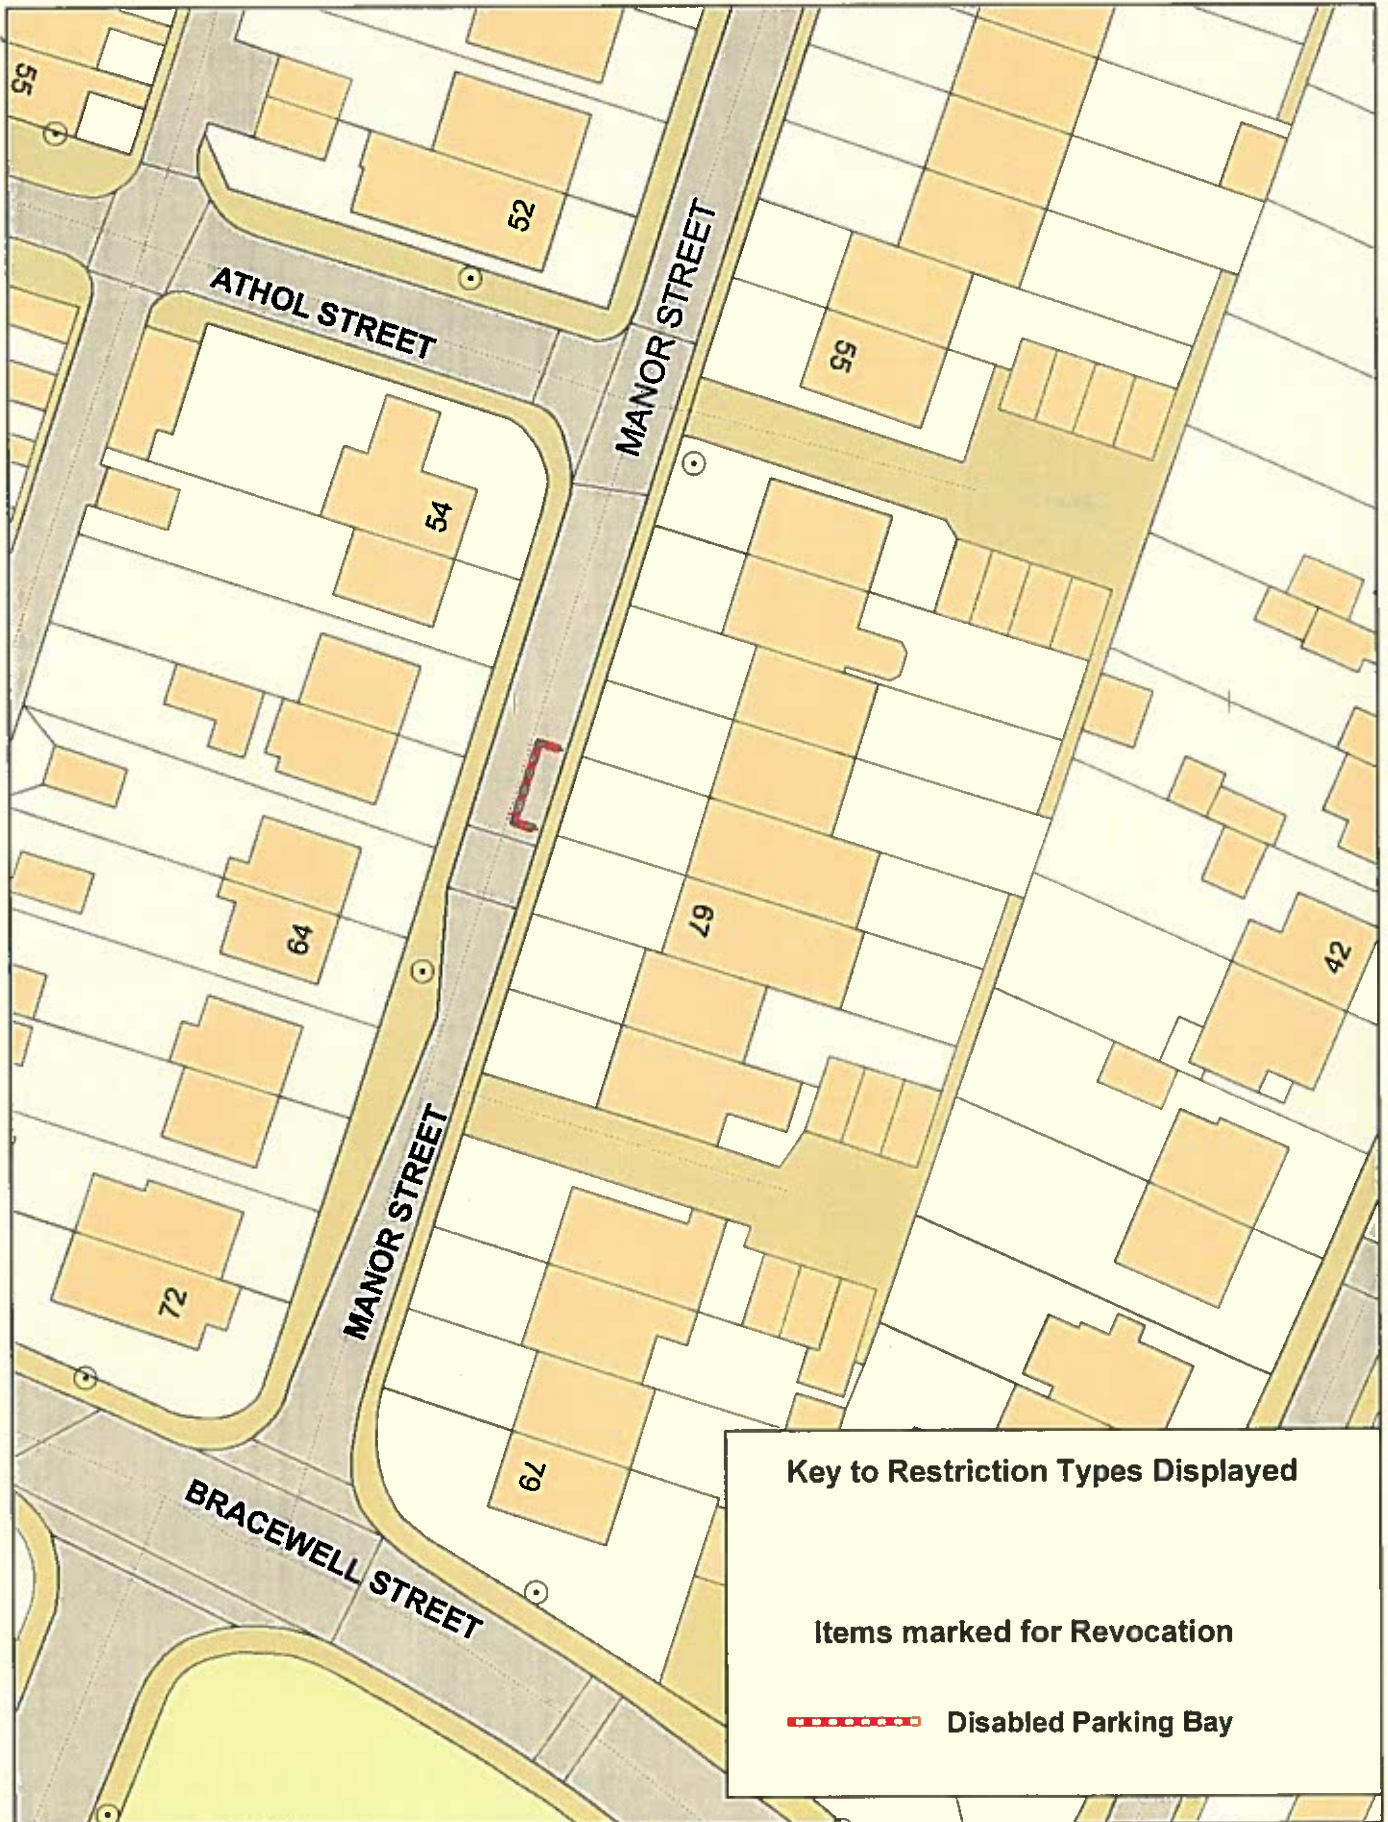 55
52
ATHOL STREET
MANOR STREET
55
54
67
64
42
MANOR STREET
72
79
BRACEWELL STREET
Key to Restriction Types Displayed
Items marked for Revocation
Disabled Parking Bay